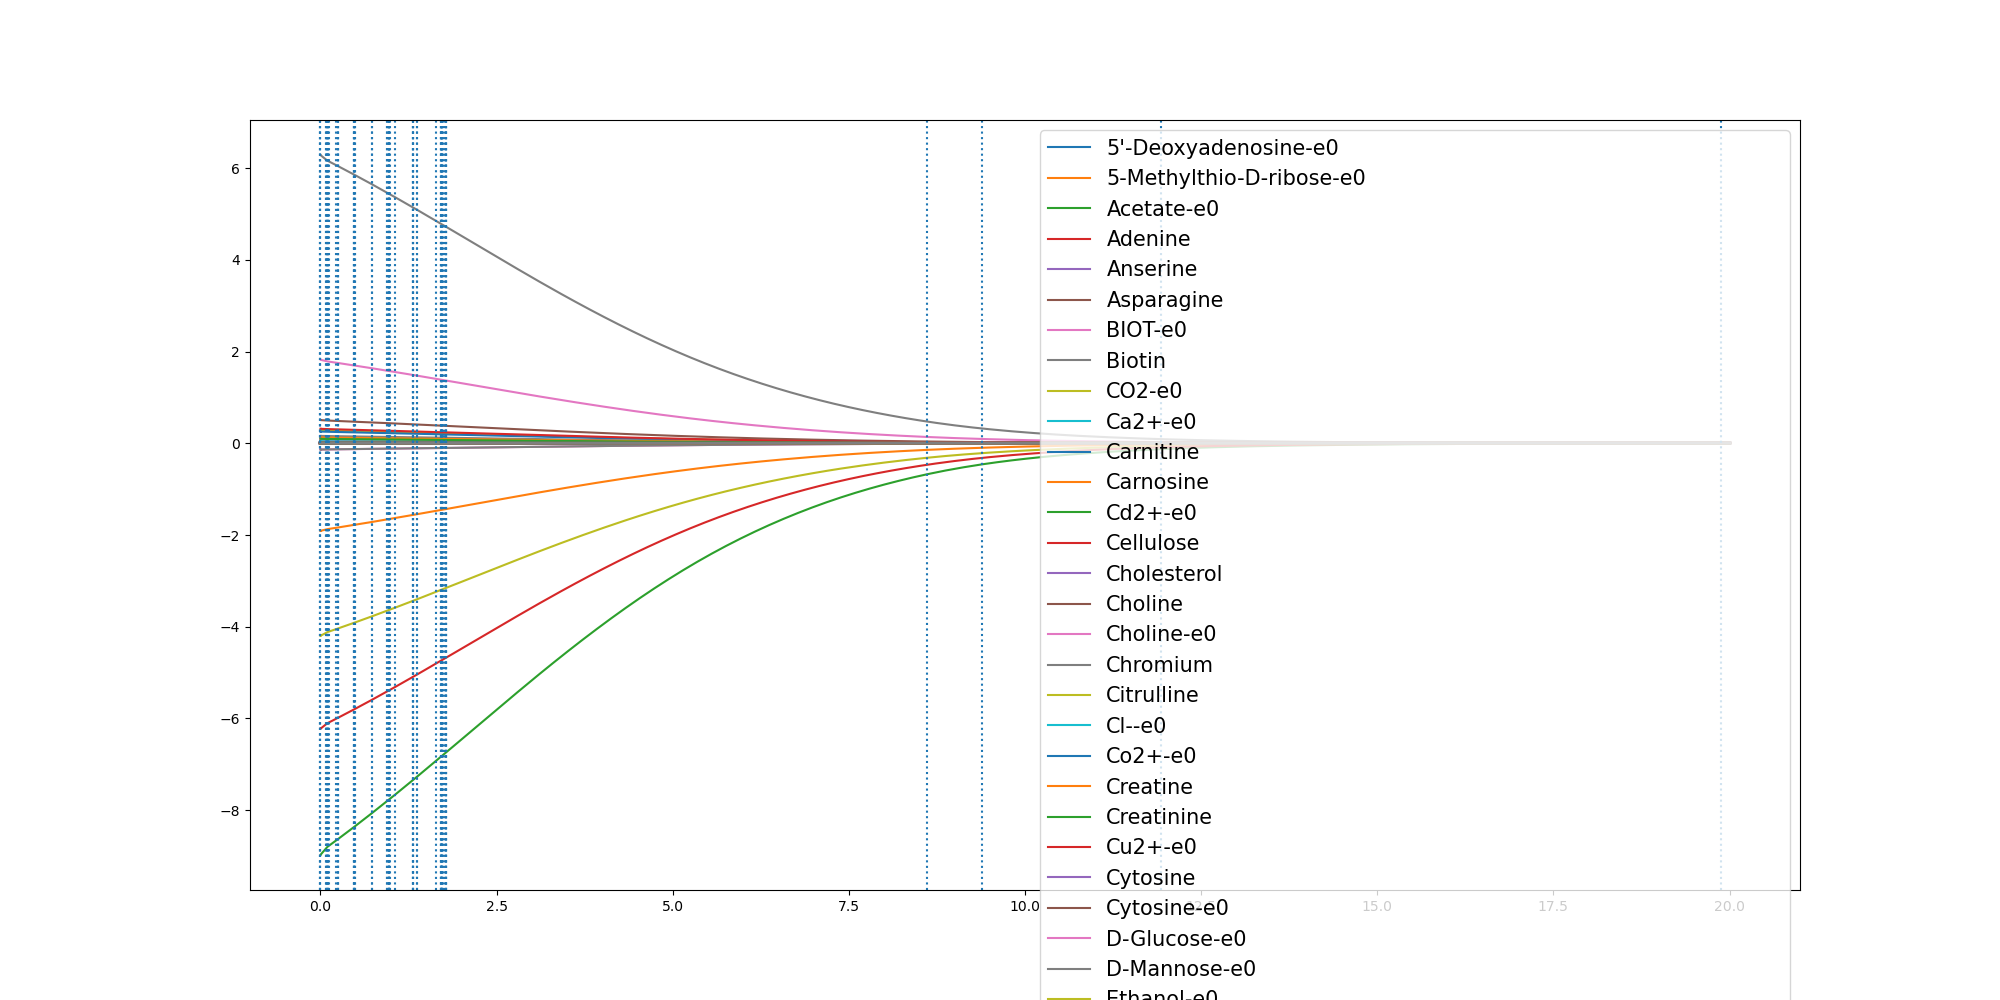 6
4
2
0
−2
−4
−6
−8
0.0
2.5
5.0
7.5
10.0
15.0
17.5
20.0
5'-Deoxyadenosine-e0
5-Methylthio-D-ribose-e0
Acetate-e0
Adenine
Anserine
Asparagine
BIOT-e0
Biotin
CO2-e0
Ca2+-e0
Carnitine
Carnosine
Cd2+-e0
Cellulose
Cholesterol
Choline
Choline-e0
Chromium
Citrulline
Cl--e0
Co2+-e0
Creatine
Creatinine
Cu2+-e0
Cytosine
Cytosine-e0
D-Glucose-e0
D-Mannose-e0
Ethanol-e0